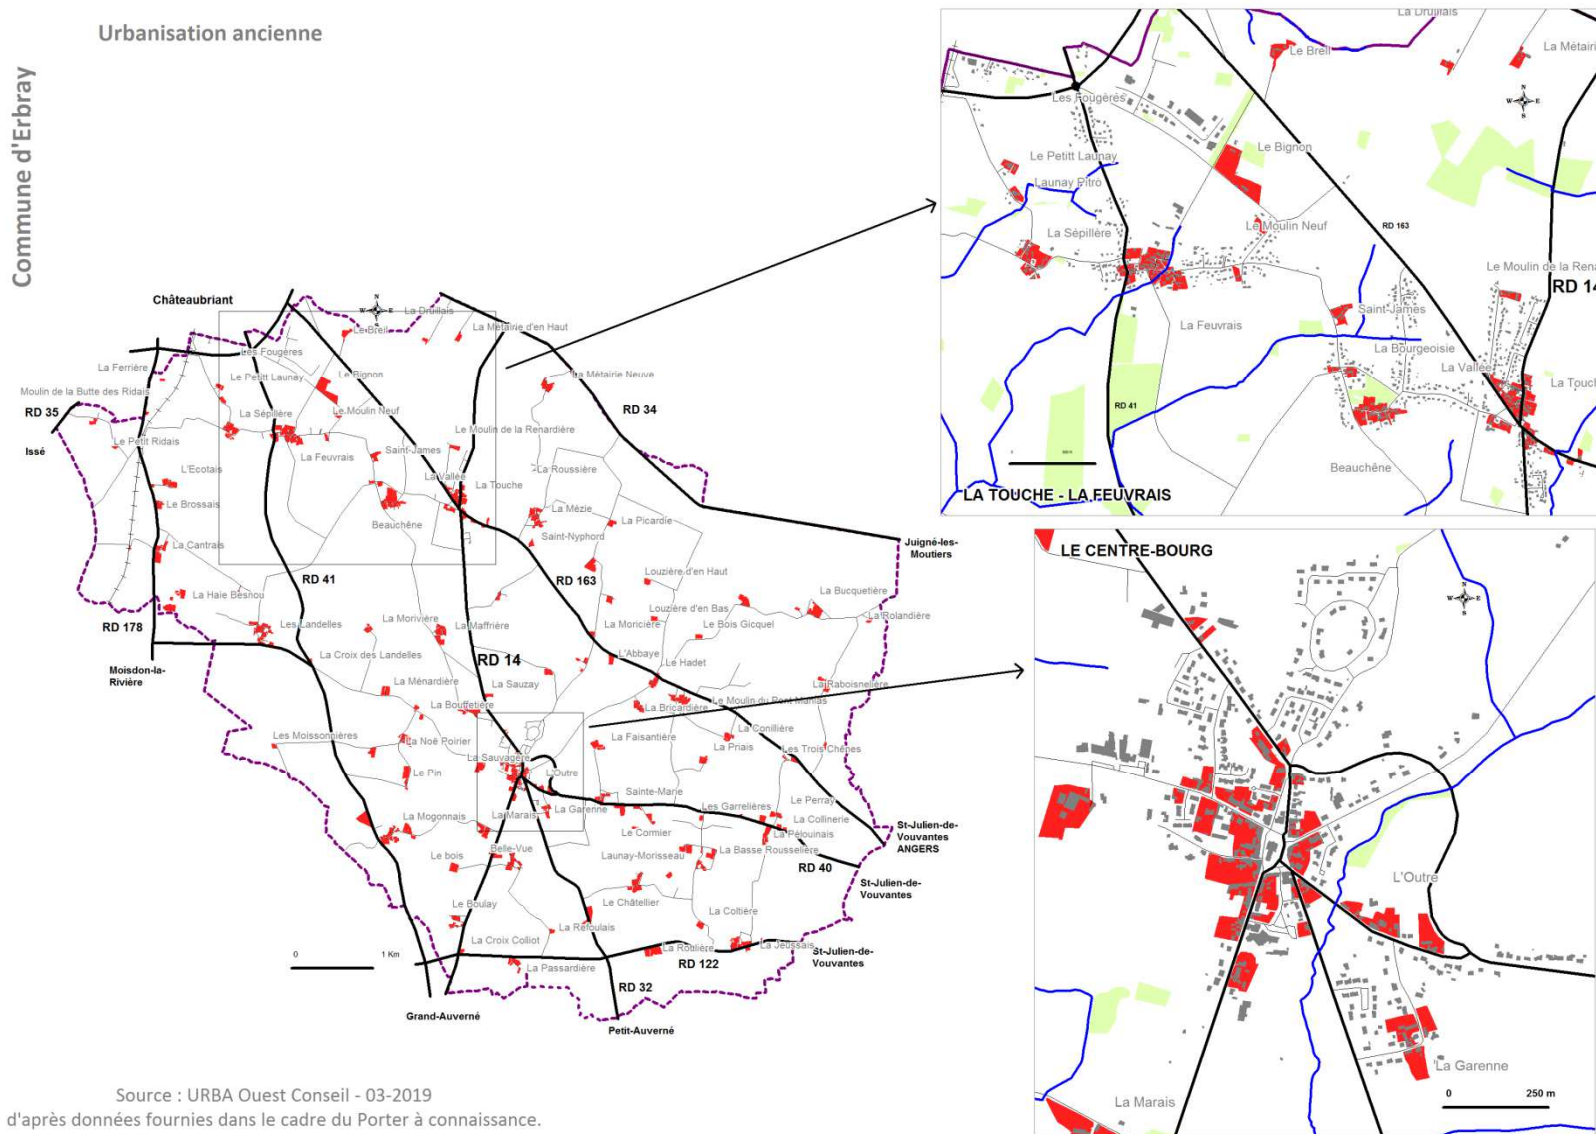 Urbanisation ancienne
Commune d'Erbray
Châteaubriant
La Druillais
Le Breil
La Métairie d'en Haut
Les Fougères
La Ferrière
Le Petitt Launay
Le Bignon
La Métairie Neuve
Moulin de la Butte des Ridais
RD 35
La Sépillère
Le Moulin Neuf
RD 34
Issé
Le Petit Ridais
Le Moulin de la Renardière
La Feuvrais
Saint-James
L'Ecotais
La Vallée
La Roussière
La Touche
Le Brossais
Beauchêne
La Mézie
La Picardie
La Cantrais
Saint-Nyphord
Juigné-les-
Moutiers
RD 41
RD 163
Louzière d'en Haut
La Haie Besnou
La Bucquetière
Louzière d'en Bas
RD 178
Les Landelles
La Morivière
La Maffrière
La Moricière
Le Bois Gicquel
La Rolandière
Moisdon-la-
Rivière
La Croix des Landelles
RD 14
L'Abbaye
Le Hadet
La Ménardière
La Sauzay
La Raboisnelière
La Bouffetière
La Bricardière
Le Moulin du Pont Manias
Les Moissonnières
La Noë Poirier
La Faisantière
La Conillière
La Priais
Les Trois Chênes
La Sauvagère
Le Pin
L'Outre
Sainte-Marie
La Mogonnais
La Marais
La Garenne
Les Garrelières
Le Perray
La Collinerie
Le Cormier
La Pélouinais
St-Julien-de-
Vouvantes
ANGERS
Belle-Vue
Le bois
Launay-Morisseau
La Basse Rousselière
RD 40
St-Julien-de-
Vouvantes
Le Boulay
Le Châtellier
La Coltière
La Croix Colliot
La Refoulais
La Roulière
La Jeussais
St-Julien-de-
Vouvantes
0 1 Km
La Passardière
RD 122
RD 32
Grand-Auverné
Petit-Auverné
N
W E
S
Source : URBA Ouest Conseil - 03-2019
d'après données fournies dans le cadre du Porter à connaissance.
La Druillais
Le Breil
La Métairi
Les Fougères
N
W E
S
Le Petitt Launay
Le Bignon
Launay Pitro
La Sépillère
Le Moulin Neuf
RD 163
Le Moulin de la Rena
RD 14
La Feuvrais
Saint-James
La Bourgeoisie
La Vallée
La Touch
RD 41
Beauchêne
LA TOUCHE - LA FEUVRAIS
LE CENTRE-BOURG
N
W E
S
L'Outre
La Garenne
La Marais
0 250 m